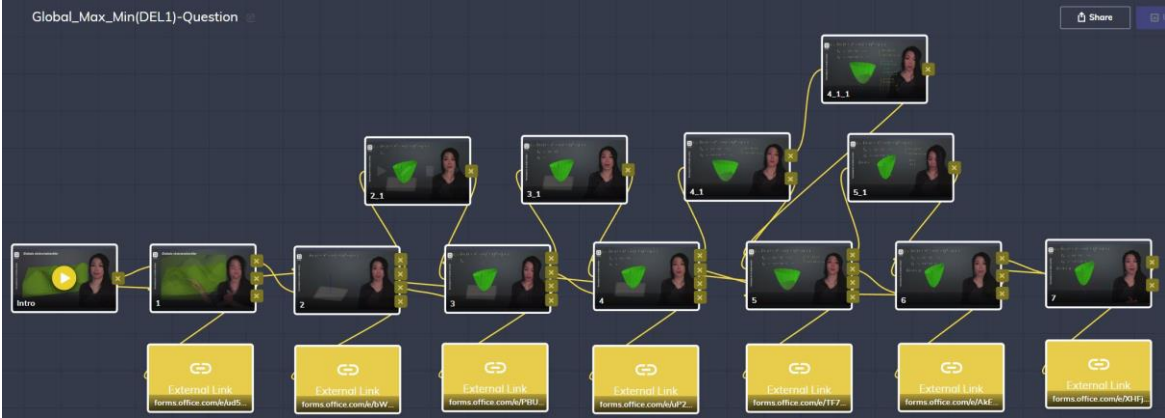 Global_Max_Min(DEL1)-Question
Share
4_1_1
2_1
3_1
4_1
5_1
Intro
1
2
3
4
5
6
7
External Link
forms.office.com/e/ad5...
External Link
forms.office.com/e/bW...
External Link
forms.office.com/e/PBU...
External Link
forms.office.com/e/uP2...
External Link
forms.office.com/e/TF7...
External Link
forms.office.com/e/AkE...
External Link
forms.office.com/e/XHFj...